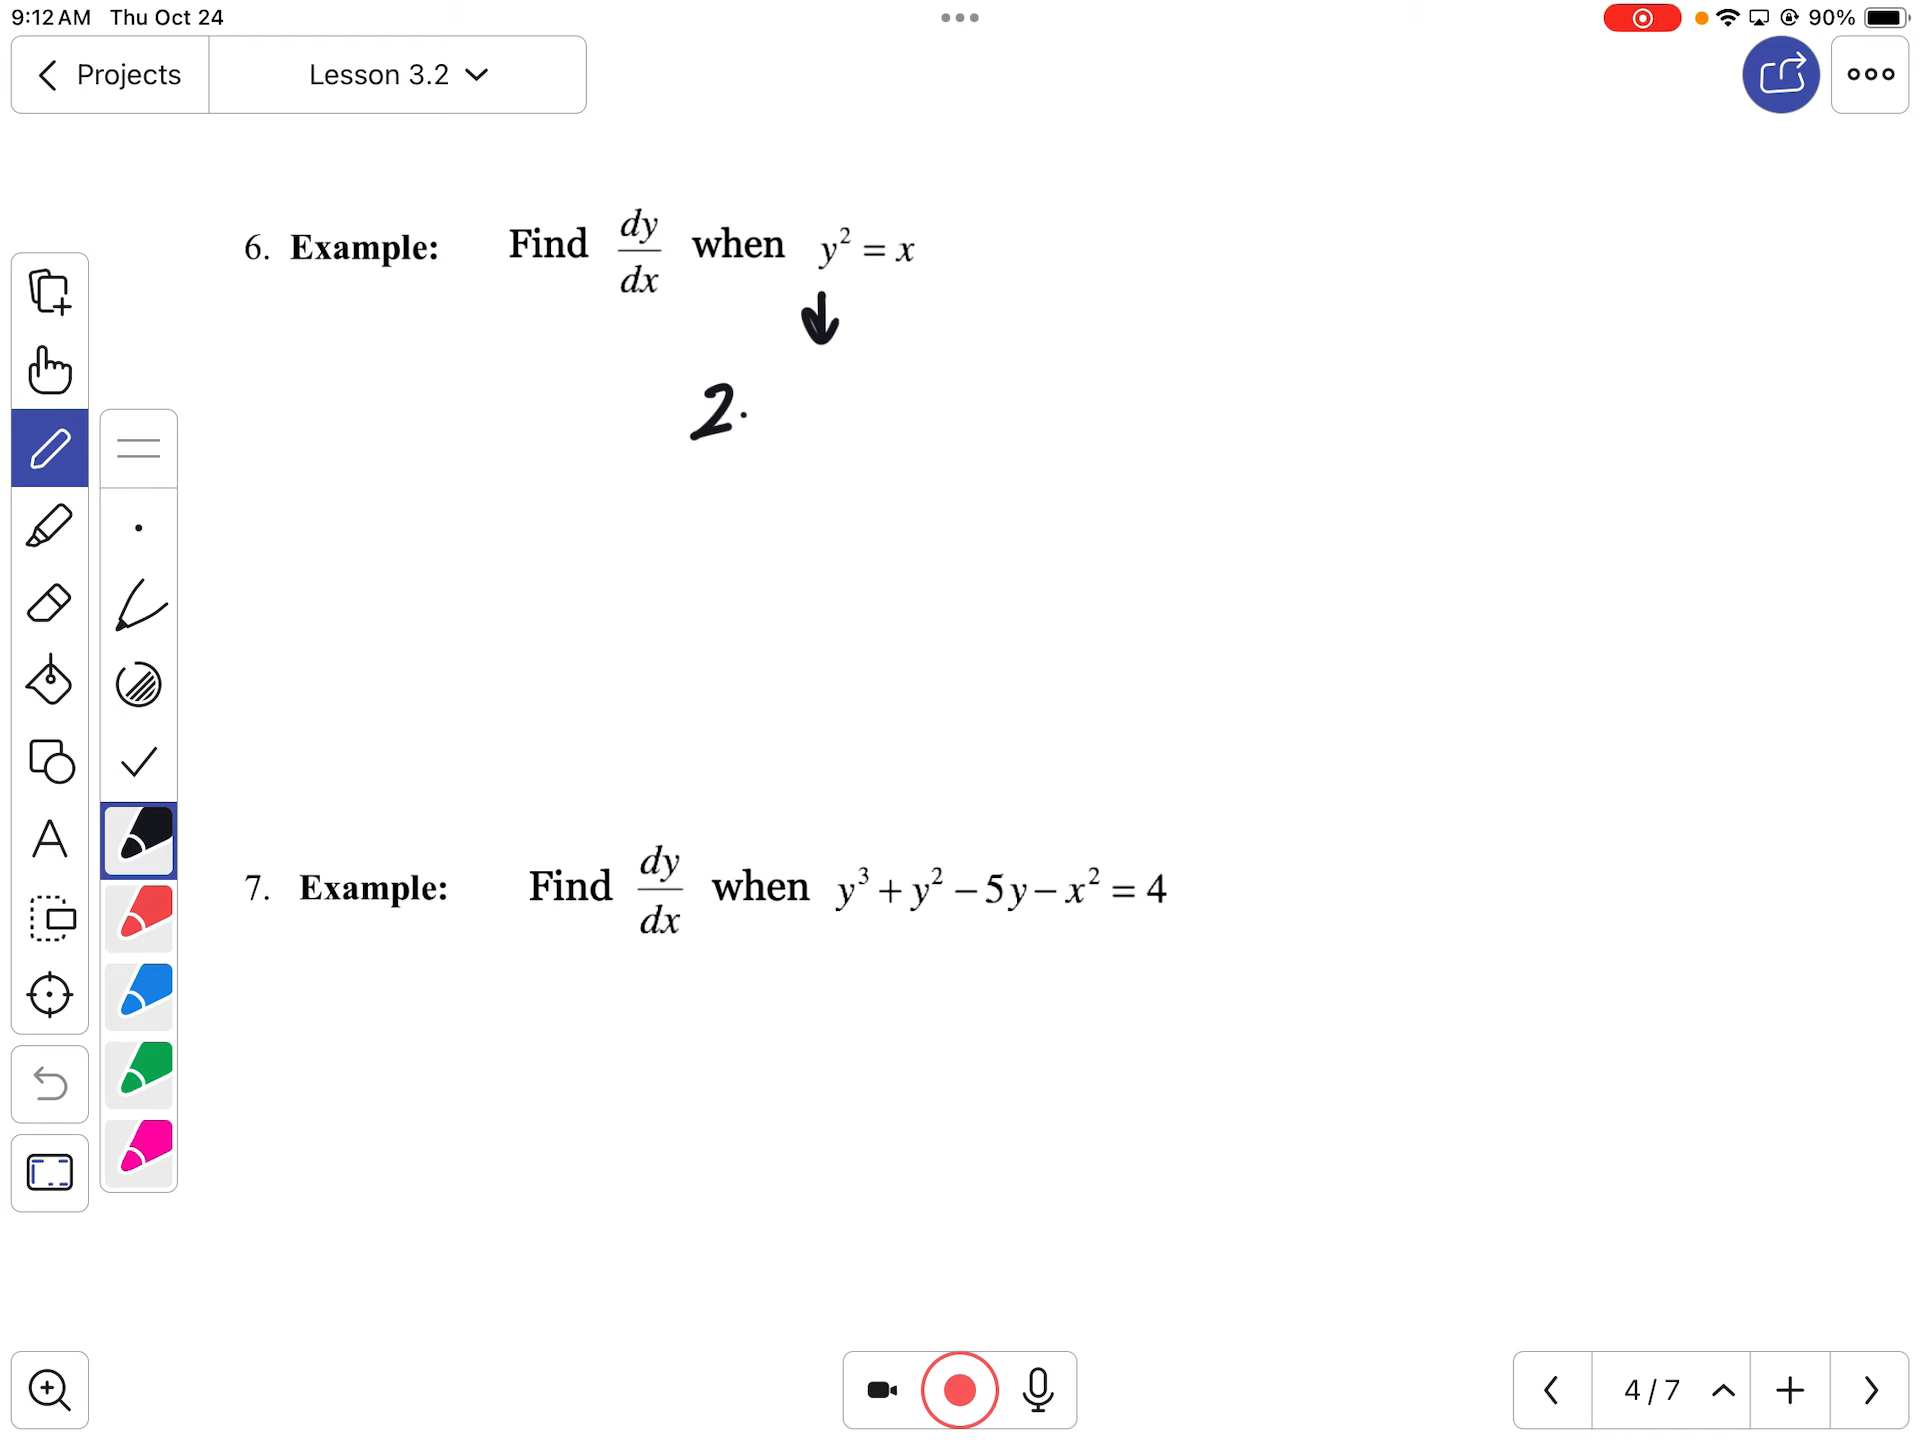 9:12 AM Thu Oct 24 90%
Projects Lesson 3.2
6. Example: Find dy/dx when y² = x
2.
7. Example: Find dy/dx when y³ + y² − 5y − x² = 4
A
4 / 7